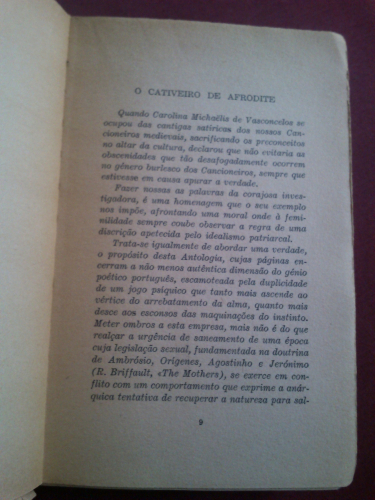 O CATIVEIRO DE AFRODITE
Quando Carolina Michaëlis de Vasconcelos se
ocupou das cantigas satíricas dos nossos Can-
cioneiros medievais, sacrificando os preconceitos
no altar da cultura, declarou que não evitaria as
obscenidades que tão desafogadamente ocorrem
no género burlesco dos Cancioneiros, sempre que
estivesse em causa apurar a verdade.
Fazer nossas as palavras da corajosa inves-
tigadora, é uma homenagem que o seu exemplo
nos impõe, afrontando uma moral onde à femi-
nilidade sempre coube observar a regra de uma
discrição apetecida pelo idealismo patriarcal.
Trata-se igualmente de abordar uma verdade,
o propósito desta Antologia, cujas páginas en-
cerram a não menos autêntica dimensão do génio
poético português, escamoteada pela duplicidade
de um jogo psíquico que tanto mais ascende ao
vértice do arrebatamento da alma, quanto mais
desce aos esconsos das maquinações do instinto.
Meter ombros a esta empresa, mais não é do que
realçar a urgência de saneamento de uma época
cuja legislação sexual, fundamentada na doutrina
de Ambrósio, Orígenes, Agostinho e Jerónimo
(R. Briffault, «The Mothers), se exerce em con-
flito com um comportamento que exprime a anár-
quica tentativa de recuperar a natureza para sal-
9